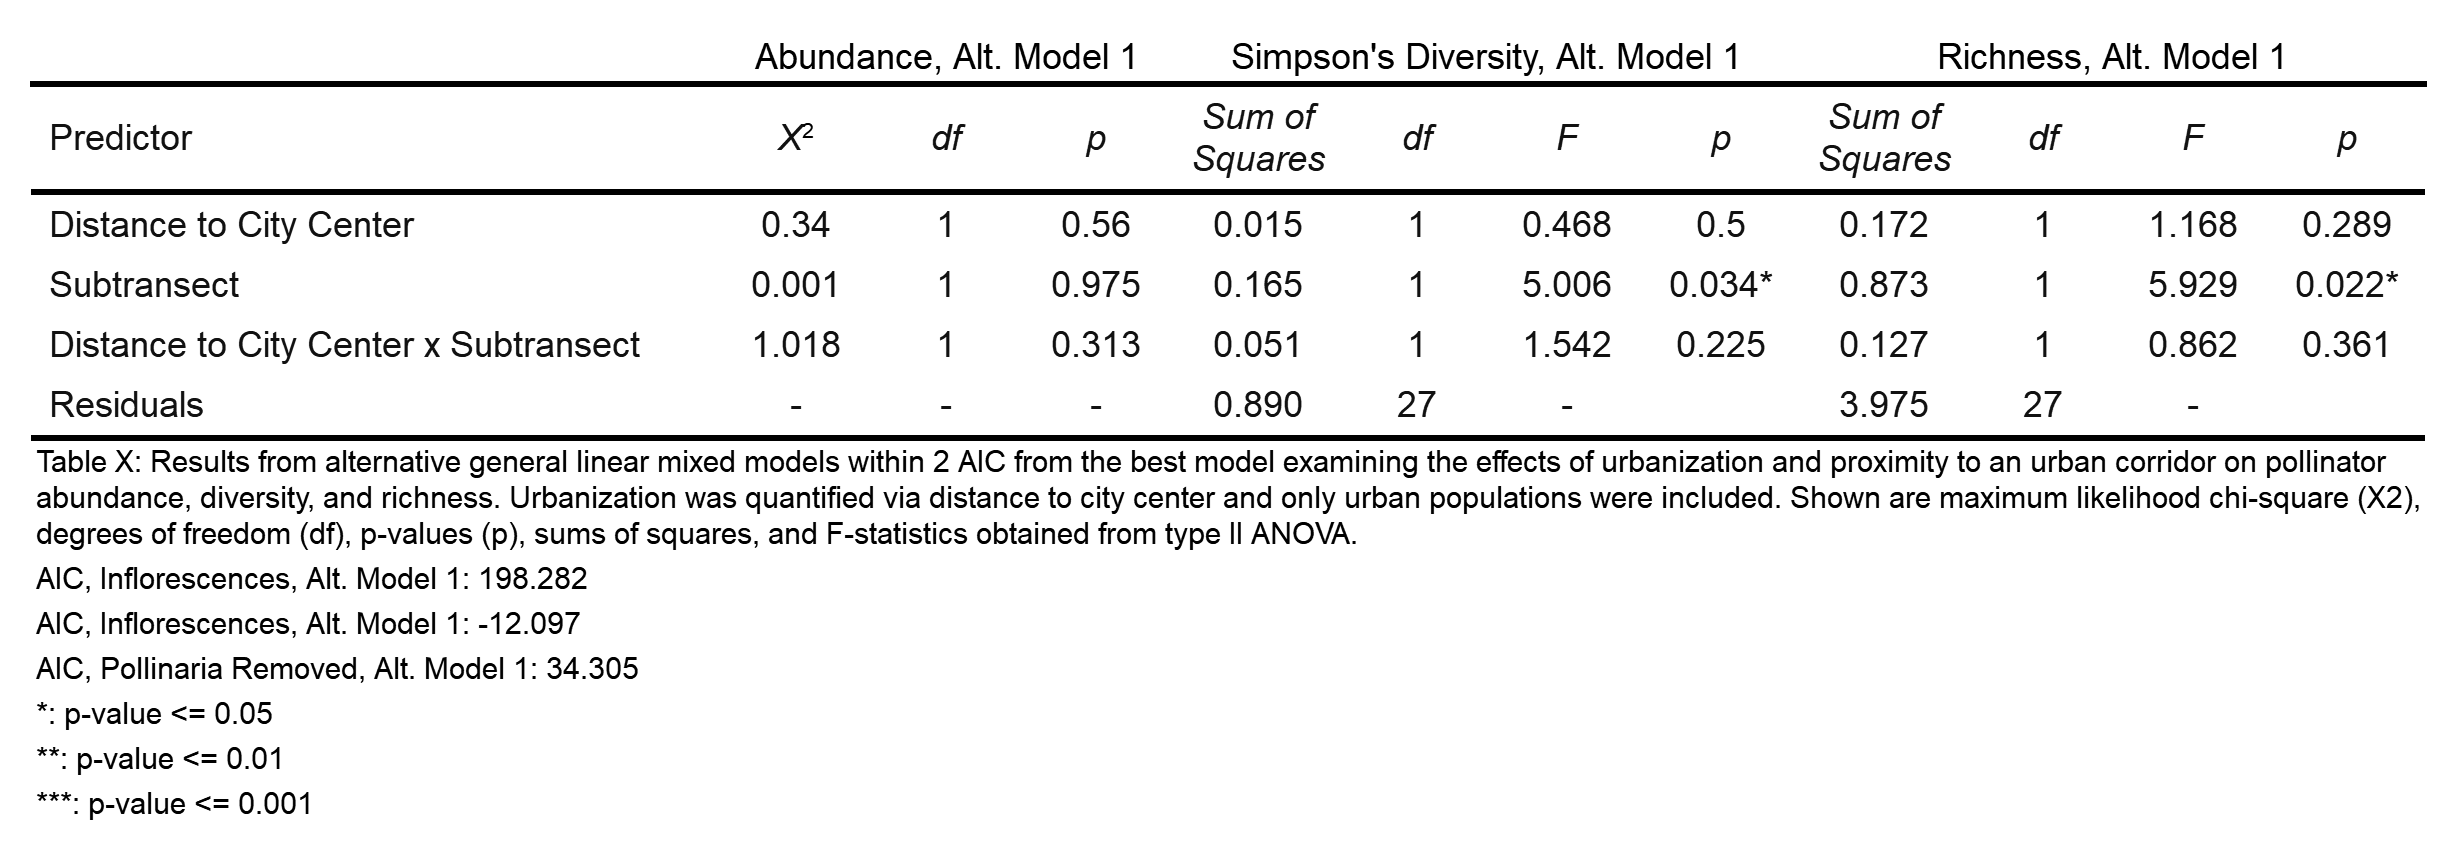 Abundance, Alt. Model 1 Simpson's Diversity, Alt. Model 1 Richness, Alt. Model 1
Predictor X² df p Sum of Squares df F p Sum of Squares df F p
Distance to City Center 0.34 1 0.56 0.015 1 0.468 0.5 0.172 1 1.168 0.289
Subtransect 0.001 1 0.975 0.165 1 5.006 0.034* 0.873 1 5.929 0.022*
Distance to City Center x Subtransect 1.018 1 0.313 0.051 1 1.542 0.225 0.127 1 0.862 0.361
Residuals - - - 0.890 27 - 3.975 27 -
Table X: Results from alternative general linear mixed models within 2 AIC from the best model examining the effects of urbanization and proximity to an urban corridor on pollinator
abundance, diversity, and richness. Urbanization was quantified via distance to city center and only urban populations were included. Shown are maximum likelihood chi-square (X2),
degrees of freedom (df), p-values (p), sums of squares, and F-statistics obtained from type II ANOVA.
AIC, Inflorescences, Alt. Model 1: 198.282
AIC, Inflorescences, Alt. Model 1: -12.097
AIC, Pollinaria Removed, Alt. Model 1: 34.305
*: p-value <= 0.05
**: p-value <= 0.01
***: p-value <= 0.001